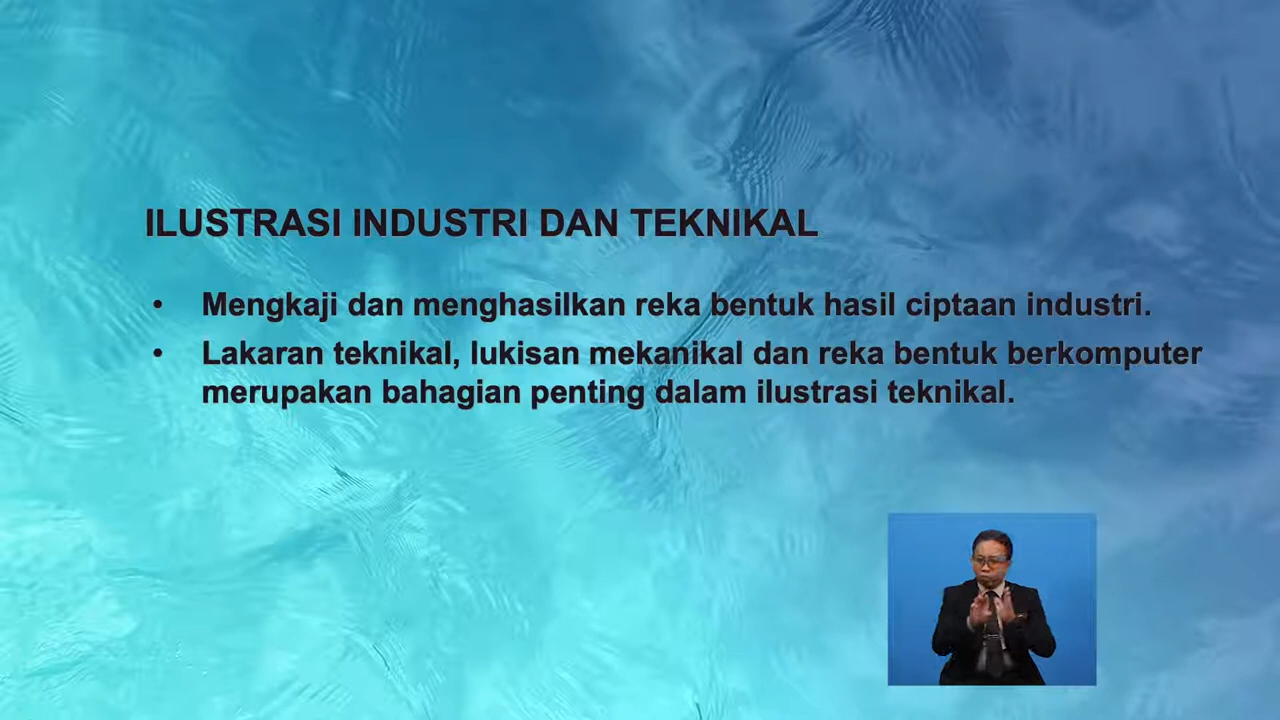 ILUSTRASI INDUSTRI DAN TEKNIKAL
• Mengkaji dan menghasilkan reka bentuk hasil ciptaan industri.
• Lakaran teknikal, lukisan mekanikal dan reka bentuk berkomputer
merupakan bahagian penting dalam ilustrasi teknikal.